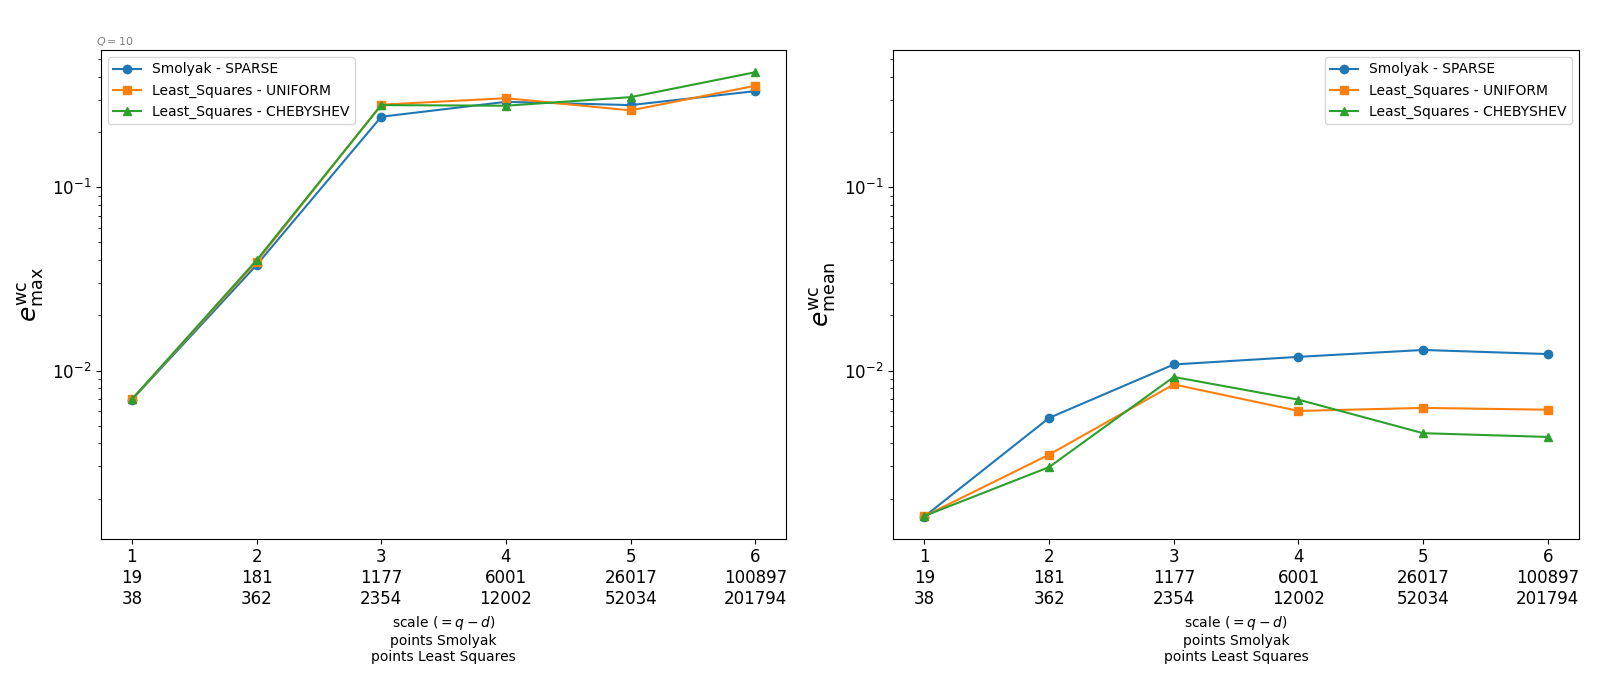 Q = 10
Smolyak - SPARSE
Least_Squares - UNIFORM
Least_Squares - CHEBYSHEV
10⁻¹
10⁻²
e^wc_max
1 2 3 4 5 6
19 181 1177 6001 26017 100897
38 362 2354 12002 52034 201794
scale (= q − d)
points Smolyak
points Least Squares
Smolyak - SPARSE
Least_Squares - UNIFORM
Least_Squares - CHEBYSHEV
10⁻¹
10⁻²
e^wc_mean
1 2 3 4 5 6
19 181 1177 6001 26017 100897
38 362 2354 12002 52034 201794
scale (= q − d)
points Smolyak
points Least Squares